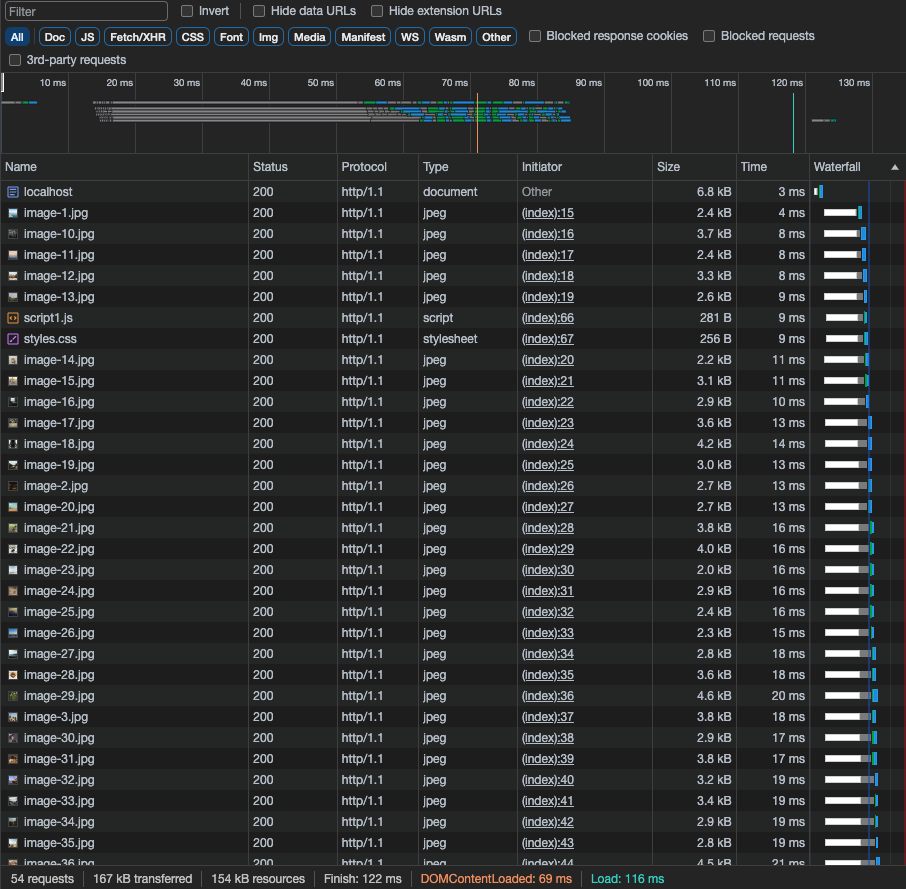 Filter Invert Hide data URLs Hide extension URLs
All Doc JS Fetch/XHR CSS Font Img Media Manifest WS Wasm Other Blocked response cookies Blocked requests
3rd-party requests
10 ms 20 ms 30 ms 40 ms 50 ms 60 ms 70 ms 80 ms 90 ms 100 ms 110 ms 120 ms 130 ms
Name Status Protocol Type Initiator Size Time Waterfall
localhost 200 http/1.1 document Other 6.8 kB 3 ms
image-1.jpg 200 http/1.1 jpeg (index):15 2.4 kB 4 ms
image-10.jpg 200 http/1.1 jpeg (index):16 3.7 kB 8 ms
image-11.jpg 200 http/1.1 jpeg (index):17 2.4 kB 8 ms
image-12.jpg 200 http/1.1 jpeg (index):18 3.3 kB 8 ms
image-13.jpg 200 http/1.1 jpeg (index):19 2.6 kB 9 ms
script1.js 200 http/1.1 script (index):66 281 B 9 ms
styles.css 200 http/1.1 stylesheet (index):67 256 B 9 ms
image-14.jpg 200 http/1.1 jpeg (index):20 2.2 kB 11 ms
image-15.jpg 200 http/1.1 jpeg (index):21 3.1 kB 11 ms
image-16.jpg 200 http/1.1 jpeg (index):22 2.9 kB 10 ms
image-17.jpg 200 http/1.1 jpeg (index):23 3.6 kB 13 ms
image-18.jpg 200 http/1.1 jpeg (index):24 4.2 kB 14 ms
image-19.jpg 200 http/1.1 jpeg (index):25 3.0 kB 13 ms
image-2.jpg 200 http/1.1 jpeg (index):26 2.7 kB 13 ms
image-20.jpg 200 http/1.1 jpeg (index):27 2.7 kB 13 ms
image-21.jpg 200 http/1.1 jpeg (index):28 3.8 kB 16 ms
image-22.jpg 200 http/1.1 jpeg (index):29 4.0 kB 16 ms
image-23.jpg 200 http/1.1 jpeg (index):30 2.0 kB 16 ms
image-24.jpg 200 http/1.1 jpeg (index):31 2.9 kB 16 ms
image-25.jpg 200 http/1.1 jpeg (index):32 2.4 kB 16 ms
image-26.jpg 200 http/1.1 jpeg (index):33 2.3 kB 15 ms
image-27.jpg 200 http/1.1 jpeg (index):34 2.8 kB 18 ms
image-28.jpg 200 http/1.1 jpeg (index):35 3.6 kB 18 ms
image-29.jpg 200 http/1.1 jpeg (index):36 4.6 kB 20 ms
image-3.jpg 200 http/1.1 jpeg (index):37 3.8 kB 18 ms
image-30.jpg 200 http/1.1 jpeg (index):38 2.9 kB 17 ms
image-31.jpg 200 http/1.1 jpeg (index):39 3.8 kB 17 ms
image-32.jpg 200 http/1.1 jpeg (index):40 3.2 kB 19 ms
image-33.jpg 200 http/1.1 jpeg (index):41 3.4 kB 19 ms
image-34.jpg 200 http/1.1 jpeg (index):42 2.9 kB 19 ms
image-35.jpg 200 http/1.1 jpeg (index):43 2.8 kB 19 ms
image-36.jpg 200 http/1.1 jpeg (index):44 4.5 kB 21 ms
54 requests 167 kB transferred 154 kB resources Finish: 122 ms DOMContentLoaded: 69 ms Load: 116 ms